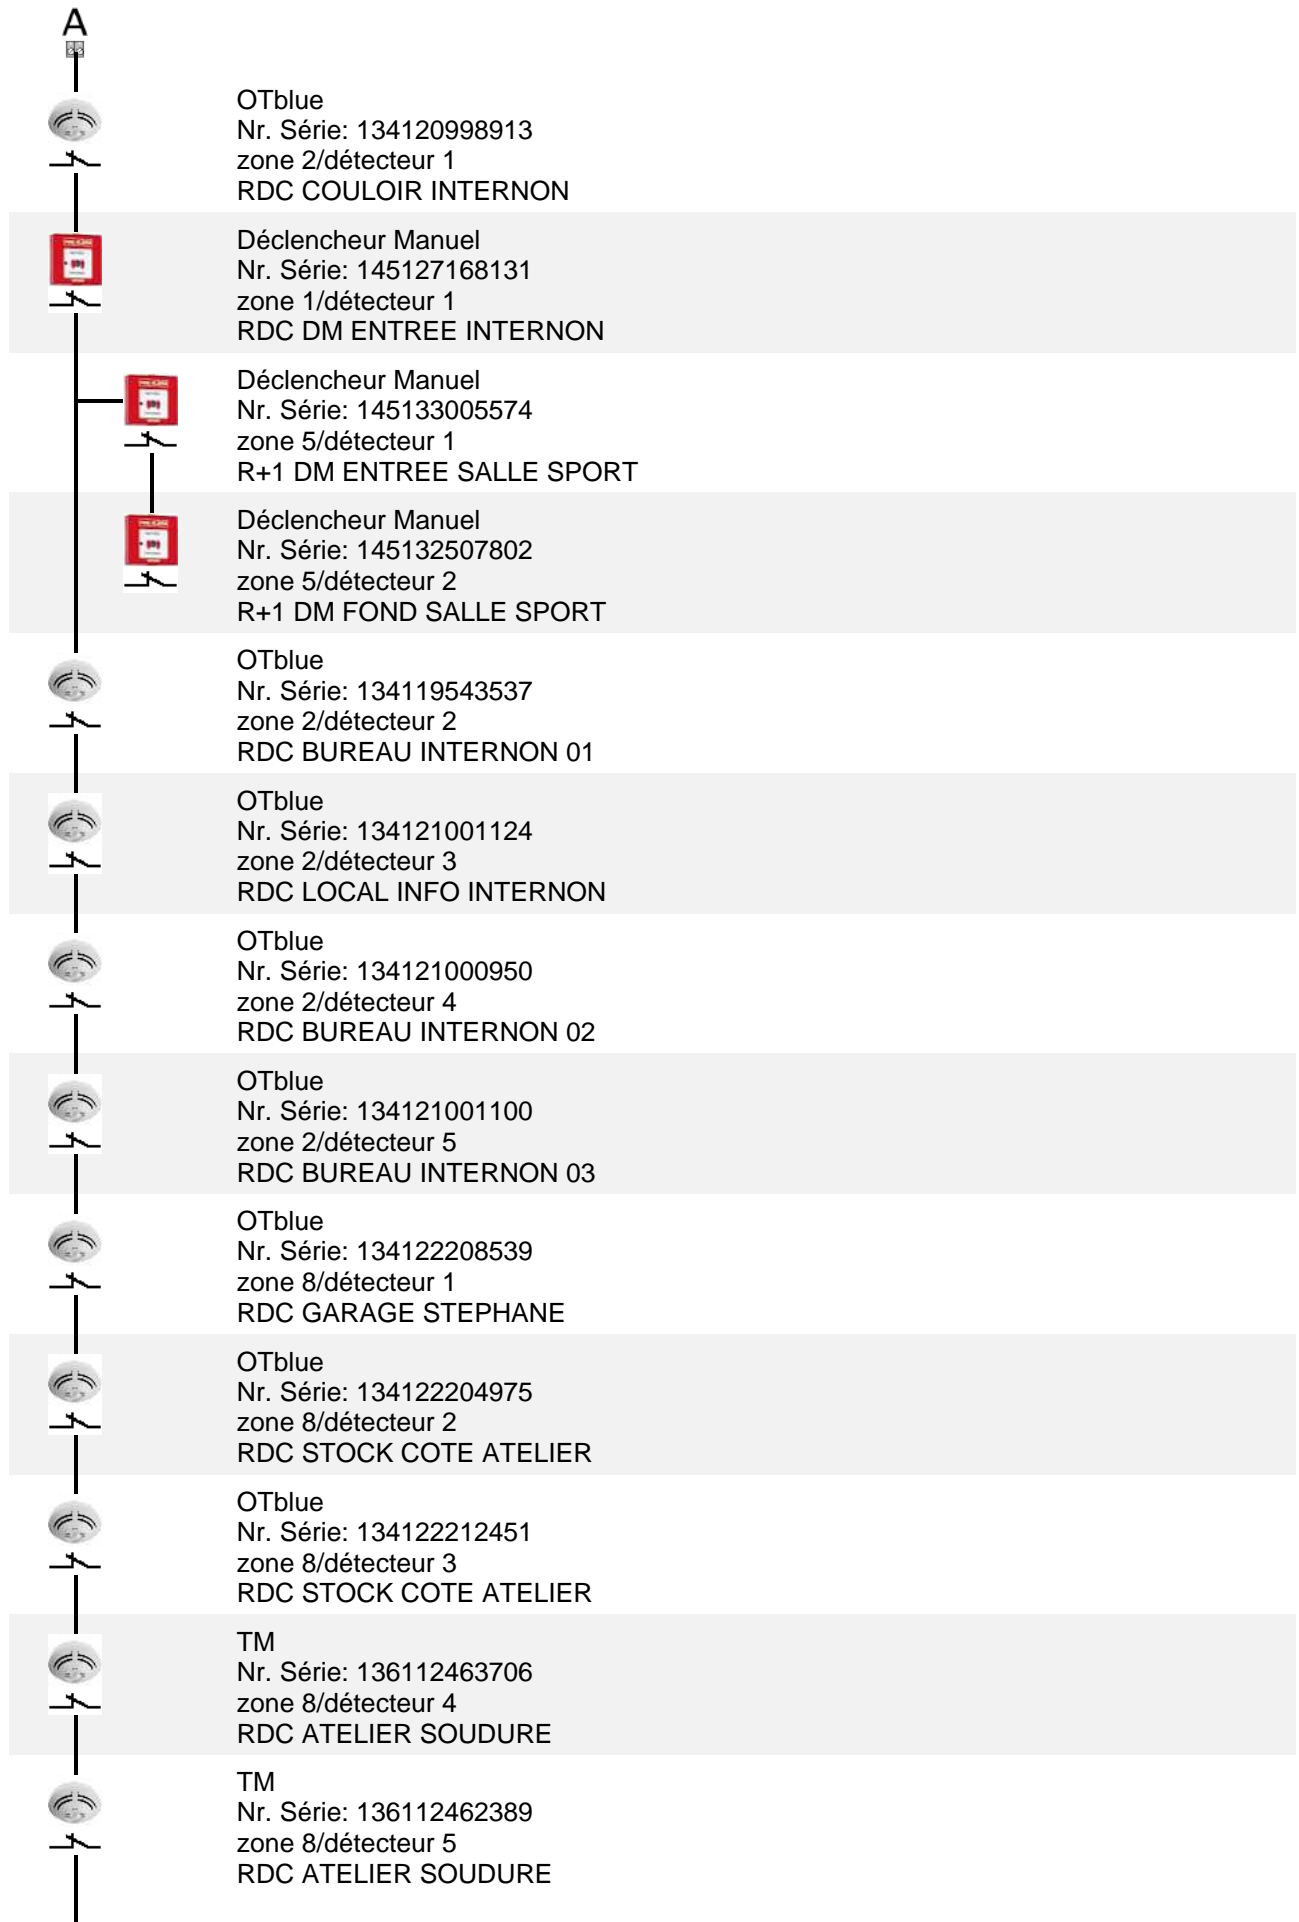 A
OTblue
Nr. Série: 134120998913
zone 2/détecteur 1
RDC COULOIR INTERNON
Déclencheur Manuel
Nr. Série: 145127168131
zone 1/détecteur 1
RDC DM ENTREE INTERNON
Déclencheur Manuel
Nr. Série: 145133005574
zone 5/détecteur 1
R+1 DM ENTREE SALLE SPORT
Déclencheur Manuel
Nr. Série: 145132507802
zone 5/détecteur 2
R+1 DM FOND SALLE SPORT
OTblue
Nr. Série: 134119543537
zone 2/détecteur 2
RDC BUREAU INTERNON 01
OTblue
Nr. Série: 134121001124
zone 2/détecteur 3
RDC LOCAL INFO INTERNON
OTblue
Nr. Série: 134121000950
zone 2/détecteur 4
RDC BUREAU INTERNON 02
OTblue
Nr. Série: 134121001100
zone 2/détecteur 5
RDC BUREAU INTERNON 03
OTblue
Nr. Série: 134122208539
zone 8/détecteur 1
RDC GARAGE STEPHANE
OTblue
Nr. Série: 134122204975
zone 8/détecteur 2
RDC STOCK COTE ATELIER
OTblue
Nr. Série: 134122212451
zone 8/détecteur 3
RDC STOCK COTE ATELIER
TM
Nr. Série: 136112463706
zone 8/détecteur 4
RDC ATELIER SOUDURE
TM
Nr. Série: 136112462389
zone 8/détecteur 5
RDC ATELIER SOUDURE